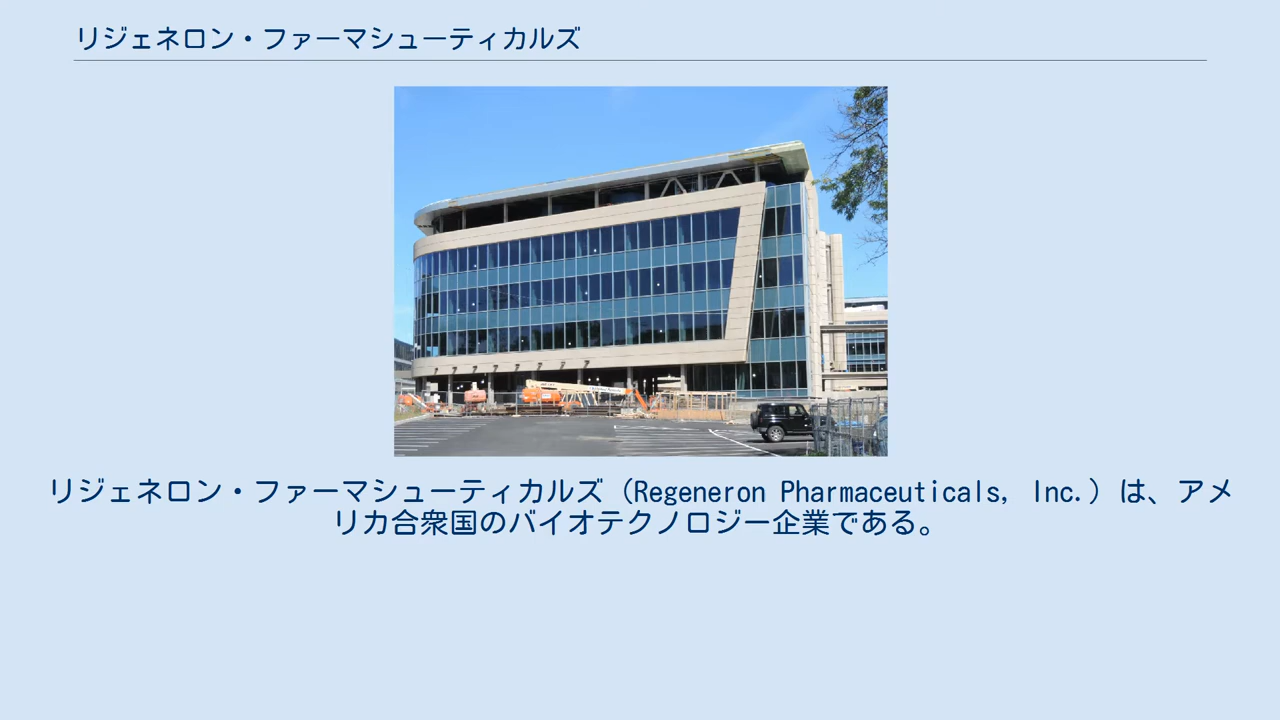 リジェネロン・ファーマシューティカルズ
リジェネロン・ファーマシューティカルズ（Regeneron Pharmaceuticals, Inc.）は、アメ
リカ合衆国のバイオテクノロジー企業である。